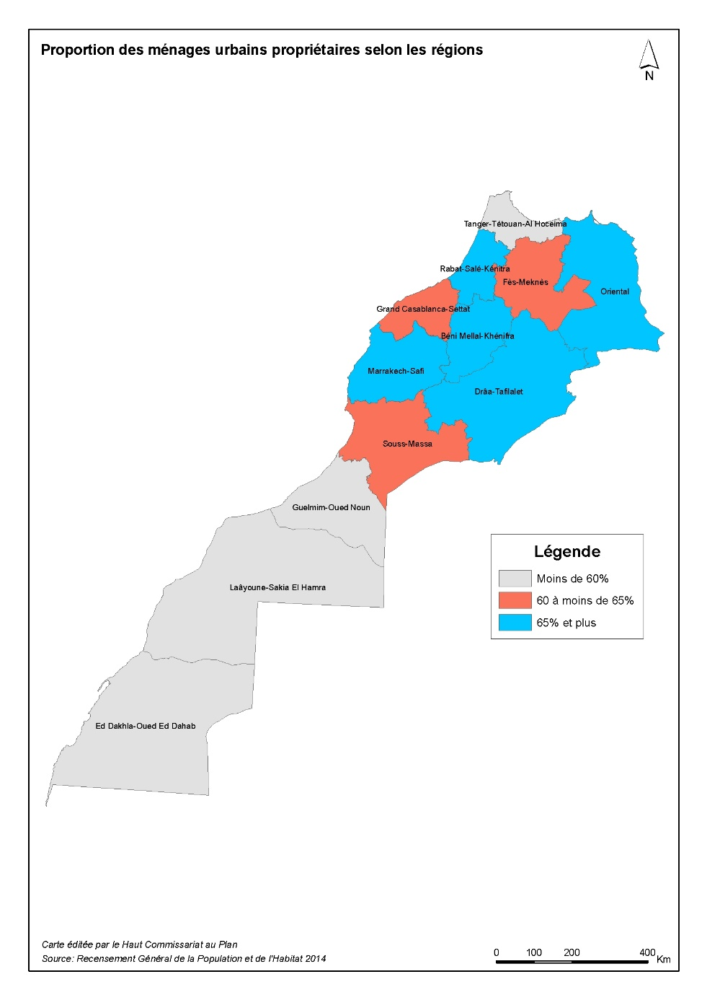 Proportion des ménages urbains propriétaires selon les régions
N
Tanger-Tétouan-Al Hoceima
Rabat-Salé-Kénitra
Fès-Meknès
Oriental
Grand Casablanca-Settat
Béni Mellal-Khénifra
Marrakech-Safi
Drâa-Tafilalet
Souss-Massa
Guelmim-Oued Noun
Laâyoune-Sakia El Hamra
Ed Dakhla-Oued Ed Dahab
Légende
Moins de 60%
60 à moins de 65%
65% et plus
Carte éditée par le Haut Commissariat au Plan
Source: Recensement Général de la Population et de l'Habitat 2014
0 100 200 400 Km